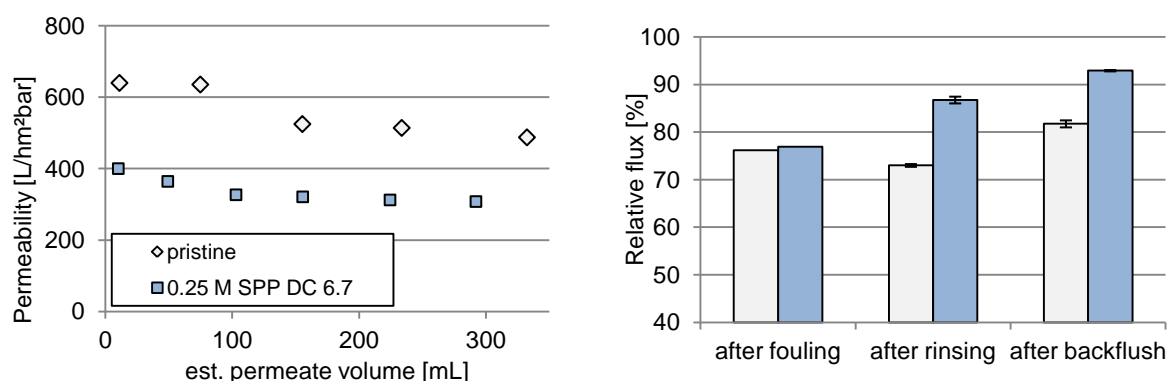 Permeability [L/hm²bar]
800
600
400
200
0
pristine
0.25 M SPP DC 6.7
0 100 200 300
est. permeate volume [mL]
Relative flux [%]
100
90
80
70
60
50
40
after fouling after rinsing after backflush